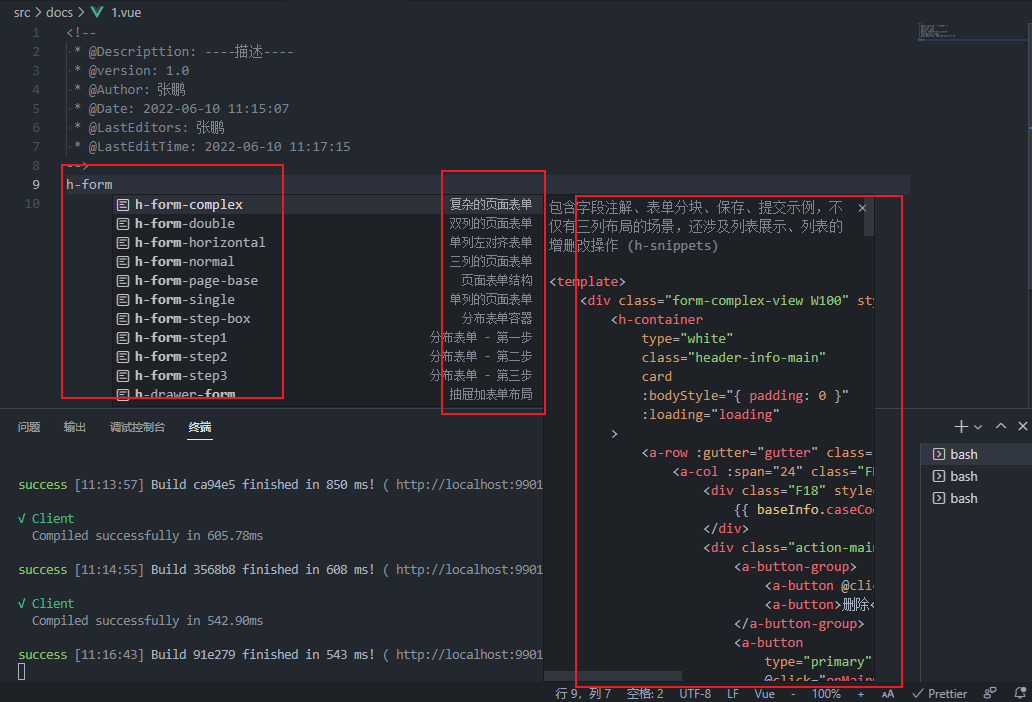 src > docs > 1.vue
1 <!--
2 * @Descripttion: ----描述----
3 * @version: 1.0
4 * @Author: 张鹏
5 * @Date: 2022-06-10 11:15:07
6 * @LastEditors: 张鹏
7 * @LastEditTime: 2022-06-10 11:17:15
8 -->
9 h-form
10
h-form-complex 复杂的页面表单
h-form-double 双列的页面表单
h-form-horizontal 单列左对齐表单
h-form-normal 三列的页面表单
h-form-page-base 页面表单结构
h-form-single 单列的页面表单
h-form-step-box 分布表单容器
h-form-step1 分布表单 - 第一步
h-form-step2 分布表单 - 第二步
h-form-step3 分布表单 - 第三步
h-drawer-form 抽屉加表单布局
包含字段注解、表单分块、保存、提交示例，不
仅有三列布局的场景，还涉及列表展示、列表的
增删改操作 (h-snippets)
<template>
<div class="form-complex-view W100" sty
<h-container
type="white"
class="header-info-main"
card
:bodyStyle="{ padding: 0 }"
:loading="loading"
>
<a-row :gutter="gutter" class=
<a-col :span="24" class="F
<div class="F18" style
{{ baseInfo.caseCo
</div>
<div class="action-mai
<a-button-group>
<a-button @cli
<a-button>删除<
</a-button-group>
<a-button
type="primary"
@click="onMain
问题 输出 调试控制台 终端
success [11:13:57] Build ca94e5 finished in 850 ms! ( http://localhost:9901
√ Client
Compiled successfully in 605.78ms
success [11:14:55] Build 3568b8 finished in 608 ms! ( http://localhost:9901
√ Client
Compiled successfully in 542.90ms
success [11:16:43] Build 91e279 finished in 543 ms! ( http://localhost:9901
bash
bash
bash
行 9，列 7 空格: 2 UTF-8 LF Vue - 100% + AA ✓ Prettier